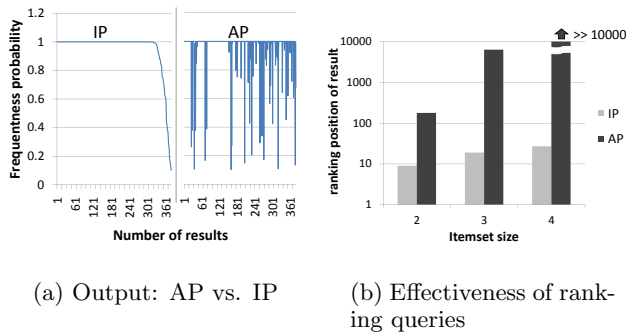 IP
AP
Frequentness probability
1.2
1
0.8
0.6
0.4
0.2
0
1 61 121 181 241 301 361 1 61 121 181 241 301 361
Number of results
>> 10000
ranking position of result
10000
1000
100
10
1
2 3 4
Itemset size
IP
AP
(a) Output: AP vs. IP
(b) Effectiveness of rank-
ing queries